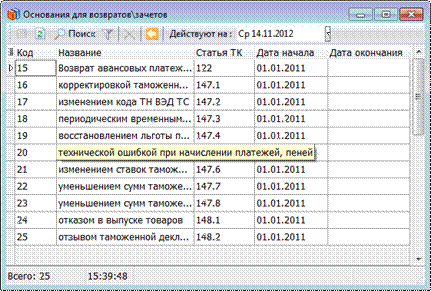 Основания для возвратов\зачетов
Поиск Действуют на : Ср 14.11.2012
Код Название Статья ТК Дата начала Дата окончания
15 Возврат авансовых платеж... 122 01.01.2011
16 корректировкой таможенн... 147.1 01.01.2011
17 изменением кода ТН ВЭД ТС 147.2 01.01.2011
18 периодическим временным... 147.3 01.01.2011
19 восстановлением льготы п... 147.4 01.01.2011
20 технической ошибкой при начислении платежей, пеней
21 изменением ставок тамож... 147.6 01.01.2011
22 уменьшением сумм таможе... 147.7 01.01.2011
23 уменьшением сумм таможе... 147.8 01.01.2011
24 отказом в выпуске товаров 148.1 01.01.2011
25 отзывом таможенной декл... 148.2 01.01.2011
Всего: 25 15:39:48